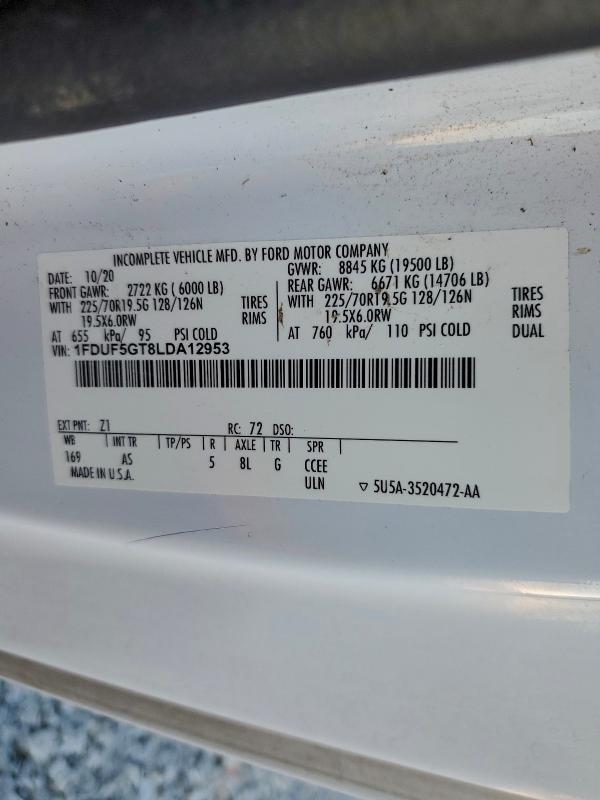 INCOMPLETE VEHICLE MFD. BY FORD MOTOR COMPANY
DATE: 10/20 GVWR: 8845 KG (19500 LB)
FRONT GAWR: 2722 KG ( 6000 LB) REAR GAWR: 6671 KG (14706 LB)
WITH 225/70R19.5G 128/126N TIRES WITH 225/70R19.5G 128/126N TIRES
19.5X6.0RW RIMS 19.5X6.0RW RIMS
AT 655 kPa/ 95 PSI COLD AT 760 kPa/ 110 PSI COLD DUAL
VIN: 1FDUF5GT8LDA12953
EXT PNT: Z1 RC: 72 DSO:
WB INT TR TP/PS R AXLE TR SPR
169 AS 5 8L G CCEE
MADE IN U.S.A. ULN ▽ 5U5A-3520472-AA